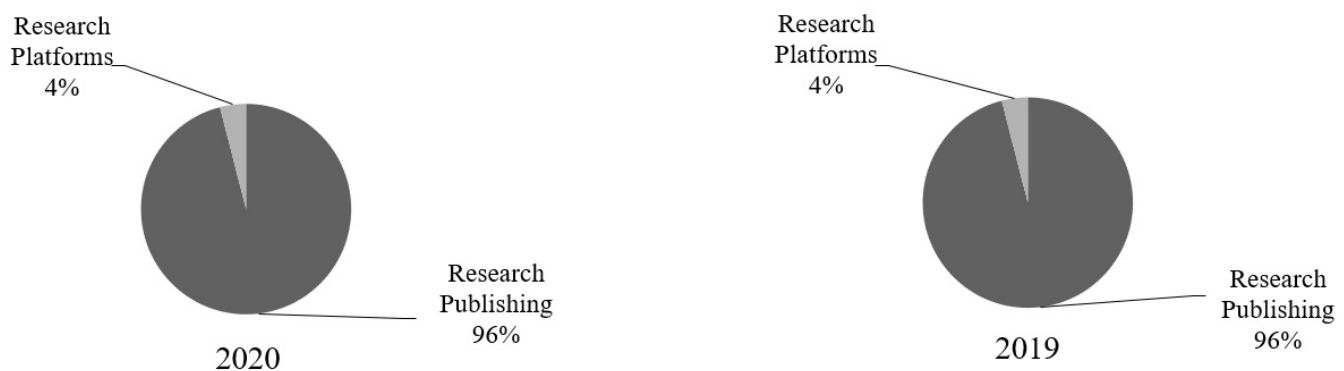 Research
Platforms
4%
Research
Publishing
96%
2020
Research
Platforms
4%
Research
Publishing
96%
2019